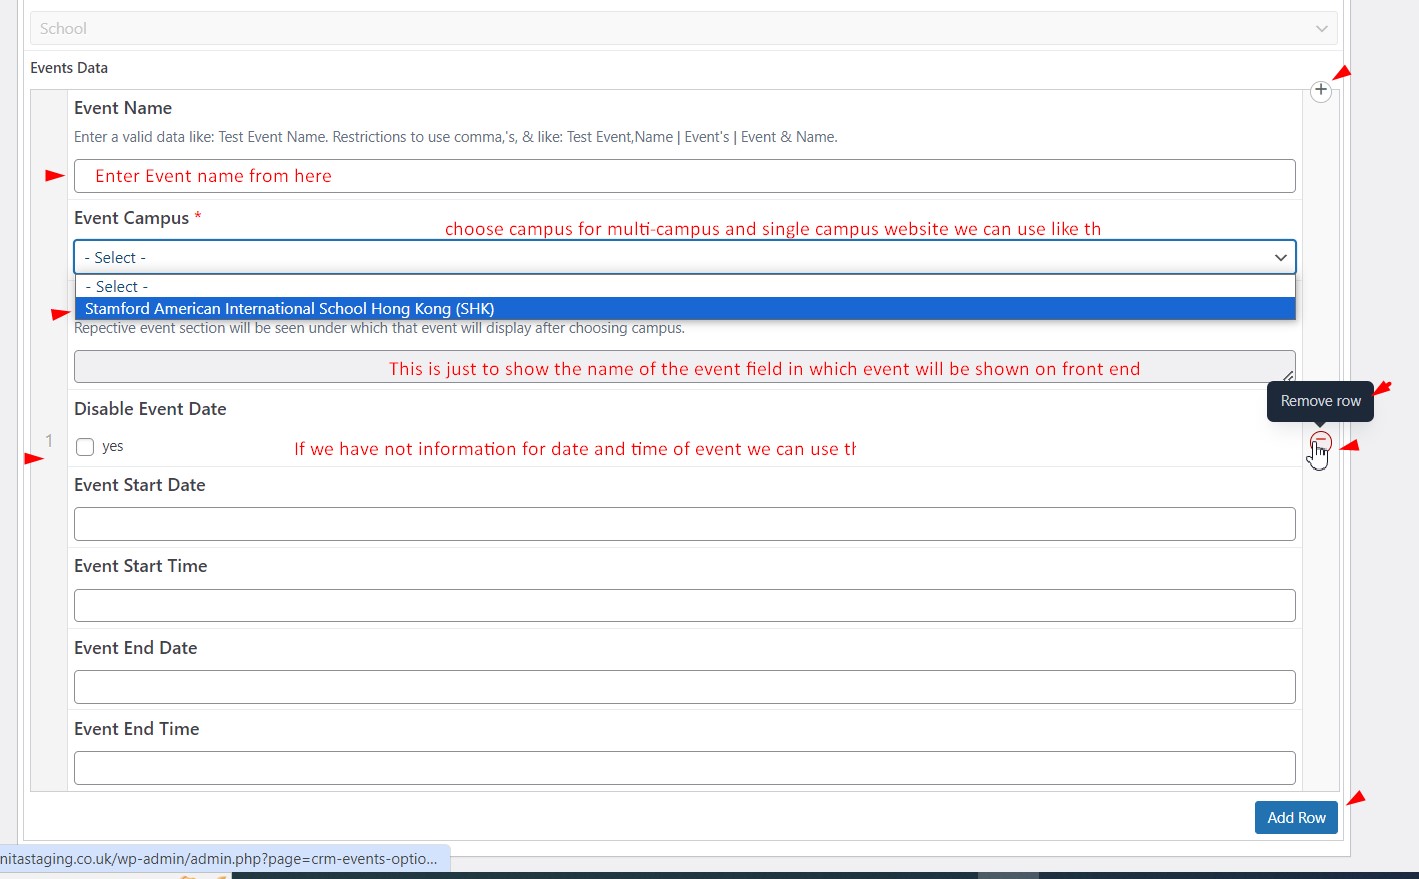 School
Events Data
+
Event Name
Enter a valid data like: Test Event Name. Restrictions to use comma,'s, & like: Test Event,Name | Event's | Event & Name.
Enter Event name from here
Event Campus *
choose campus for multi-campus and single campus website we can use like th
- Select -
- Select -
Stamford American International School Hong Kong (SHK)
Repective event section will be seen under which that event will display after choosing campus.
This is just to show the name of the event field in which event will be shown on front end
Remove row
Disable Event Date
1
yes
If we have not information for date and time of event we can use th
Event Start Date
Event Start Time
Event End Date
Event End Time
Add Row
nitastaging.co.uk/wp-admin/admin.php?page=crm-events-optio...